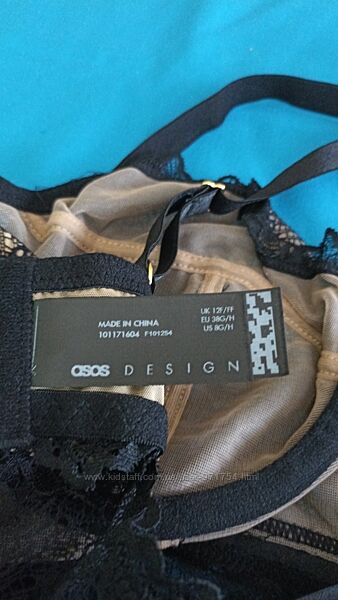 MADE IN CHINA
101171604 F101254
UK 12F/FF
EU 38G/H
US 8G/H
asos DESIGN